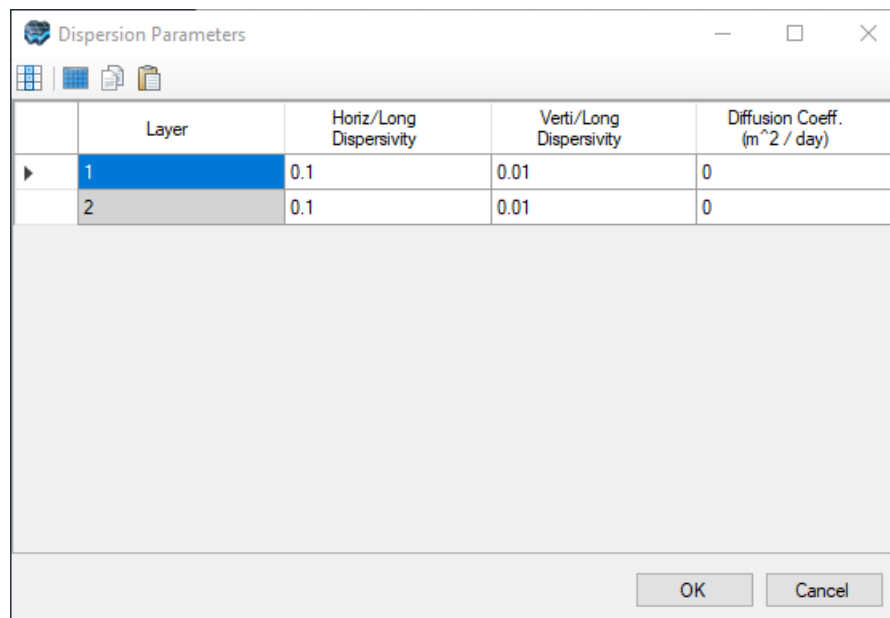 Dispersion Parameters
Layer Horiz/Long Dispersivity Verti/Long Dispersivity Diffusion Coeff. (m^2 / day)
1 0.1 0.01 0
2 0.1 0.01 0
OK Cancel